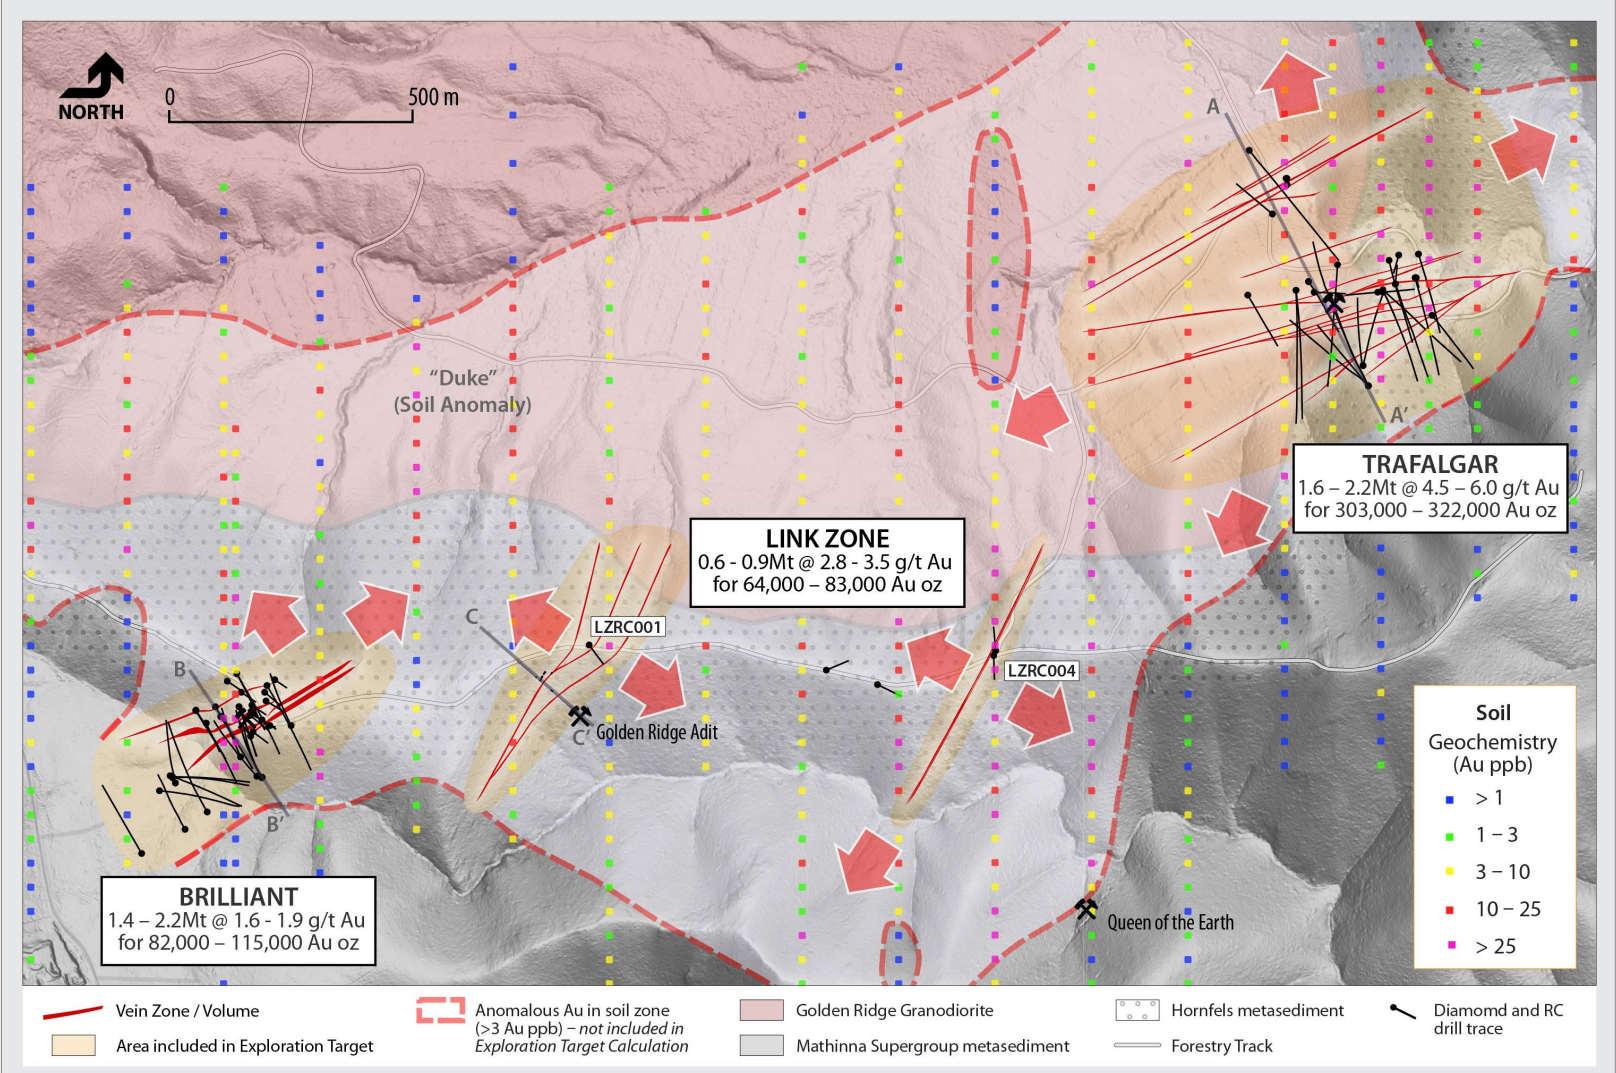 NORTH
0
500 m
A
"Duke"
(Soil Anomaly)
A'
TRAFALGAR
1.6 – 2.2Mt @ 4.5 – 6.0 g/t Au
for 303,000 – 322,000 Au oz
LINK ZONE
0.6 - 0.9Mt @ 2.8 - 3.5 g/t Au
for 64,000 – 83,000 Au oz
C
LZRC001
B
LZRC004
C'
Golden Ridge Adit
B'
BRILLIANT
1.4 – 2.2Mt @ 1.6 - 1.9 g/t Au
for 82,000 – 115,000 Au oz
Queen of the Earth
Soil
Geochemistry
(Au ppb)
> 1
1 – 3
3 – 10
10 – 25
> 25
Vein Zone / Volume
Area included in Exploration Target
Anomalous Au in soil zone
(>3 Au ppb) – not included in
Exploration Target Calculation
Golden Ridge Granodiorite
Mathinna Supergroup metasediment
Hornfels metasediment
Forestry Track
Diamomd and RC
drill trace